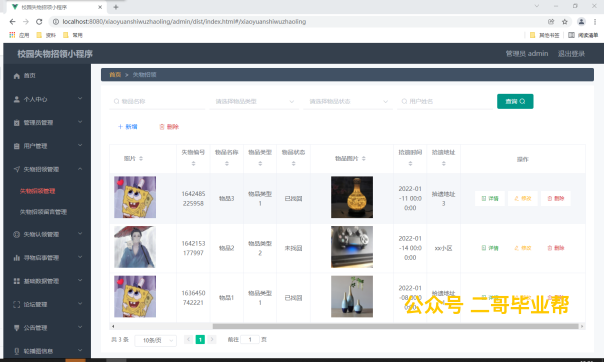 校园失物招领小程序
localhost:8080/xiaoyuanshiwuzhaoling/admin/dist/index.html#/xiaoyuanshiwuzhaoling
应用 资料 常用 其他书签 阅读清单
校园失物招领小程序 管理员 admin 退出登录
首页
个人中心
管理员管理
用户管理
失物招领管理
失物招领管理
失物招领留言管理
失物认领管理
寻物启事管理
基础数据管理
论坛管理
公告管理
轮播图信息
首页 > 失物招领
物品名称 请选择物品类型 请选择物品状态 用户姓名 查询
+ 新增 删除
图片 失物编号 物品名称 物品类型 物品状态 物品图片 拾遗时间 拾遗地址 操作
1642485225958 物品3 物品类型1 已找回 2022-01-11 00:00:00 拾遗地址3 详情 修改 删除
1642153177997 物品2 物品类型2 未找回 2022-01-14 00:00:00 xx小区 详情 修改 删除
1636450742221 物品1 物品类型1 已找回 2022-01-08 00:00:00
公众号 二哥毕业帮
共 3 条 10条/页 1 前往 1 页